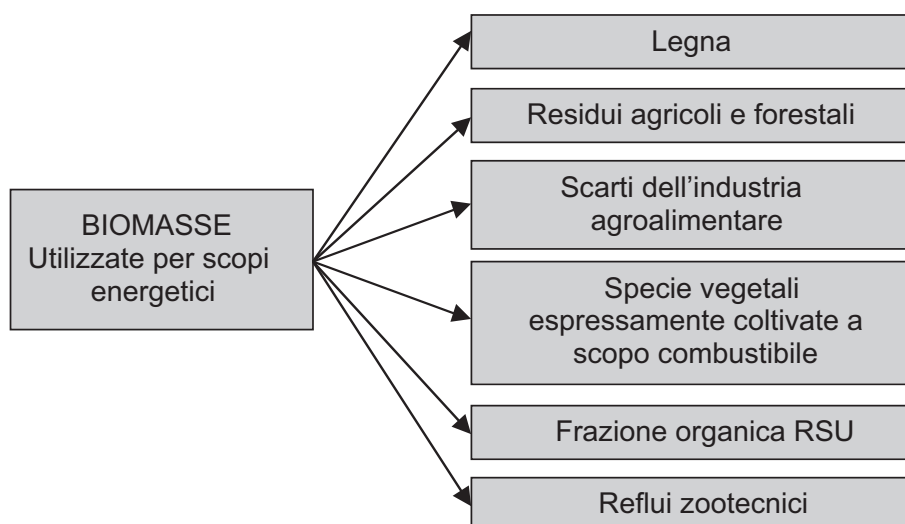 BIOMASSE
Utilizzate per scopi
energetici
Legna
Residui agricoli e forestali
Scarti dell’industria
agroalimentare
Specie vegetali
espressamente coltivate a
scopo combustibile
Frazione organica RSU
Reflui zootecnici